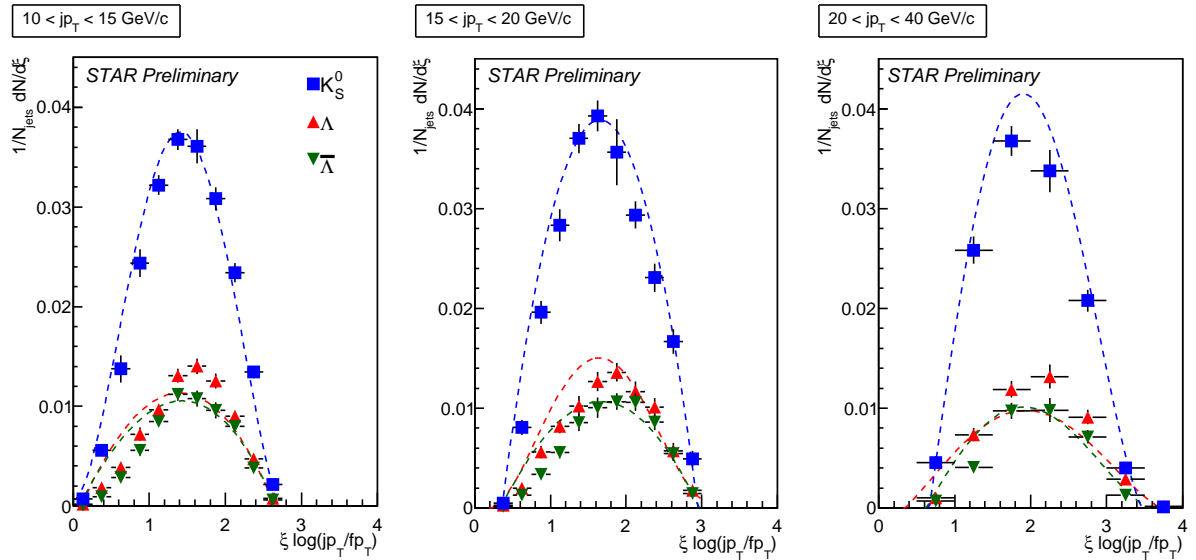 10 < jp_T < 15 GeV/c
15 < jp_T < 20 GeV/c
20 < jp_T < 40 GeV/c
1/N_jets dN/dξ
STAR Preliminary
K^0_S
Λ
Λ̅
0.04
0.03
0.02
0.01
0
0 1 2 3 4
ξ log(jp_T/fp_T)
1/N_jets dN/dξ
STAR Preliminary
0.04
0.03
0.02
0.01
0
0 1 2 3 4
ξ log(jp_T/fp_T)
1/N_jets dN/dξ
STAR Preliminary
0.04
0.03
0.02
0.01
0
0 1 2 3 4
ξ log(jp_T/fp_T)